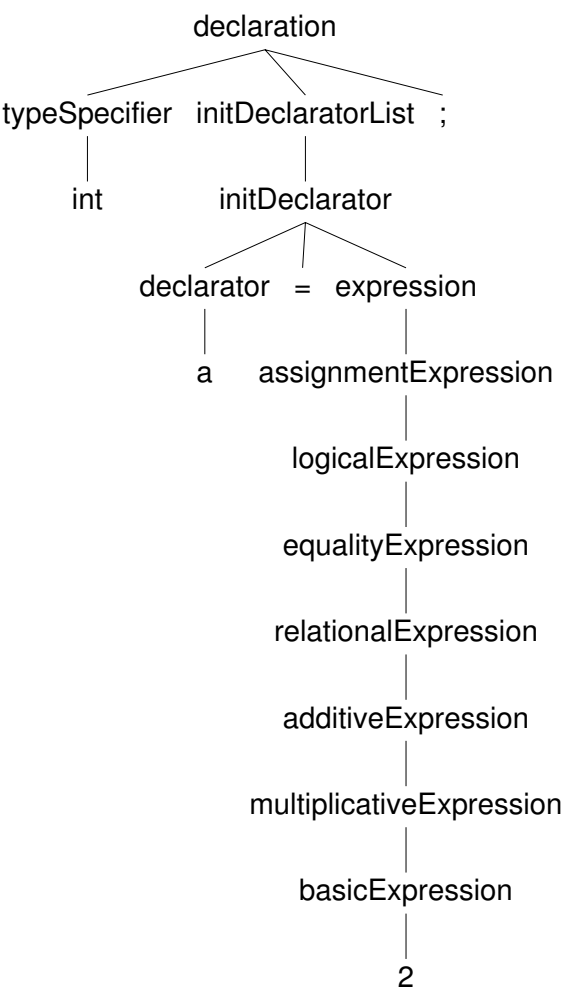 declaration
typeSpecifier initDeclaratorList ;
int initDeclarator
declarator = expression
a assignmentExpression
logicalExpression
equalityExpression
relationalExpression
additiveExpression
multiplicativeExpression
basicExpression
2